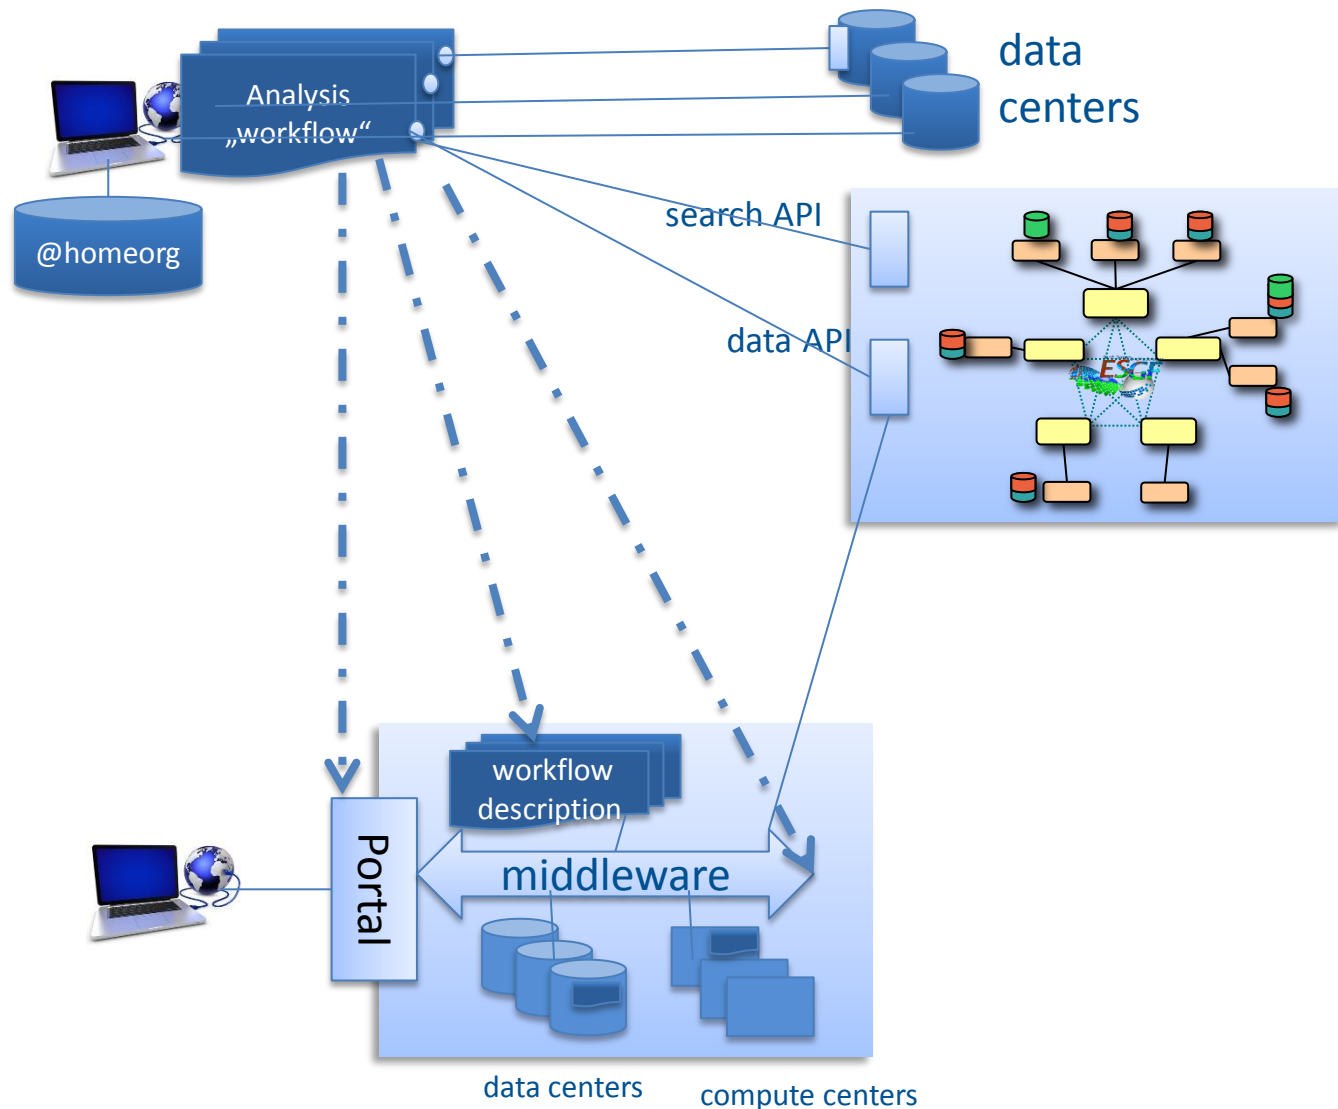 data
centers
Analysis
„workflow“
@homeorg
search API
data API
ESGF
workflow
description
Portal
middleware
data centers
compute centers